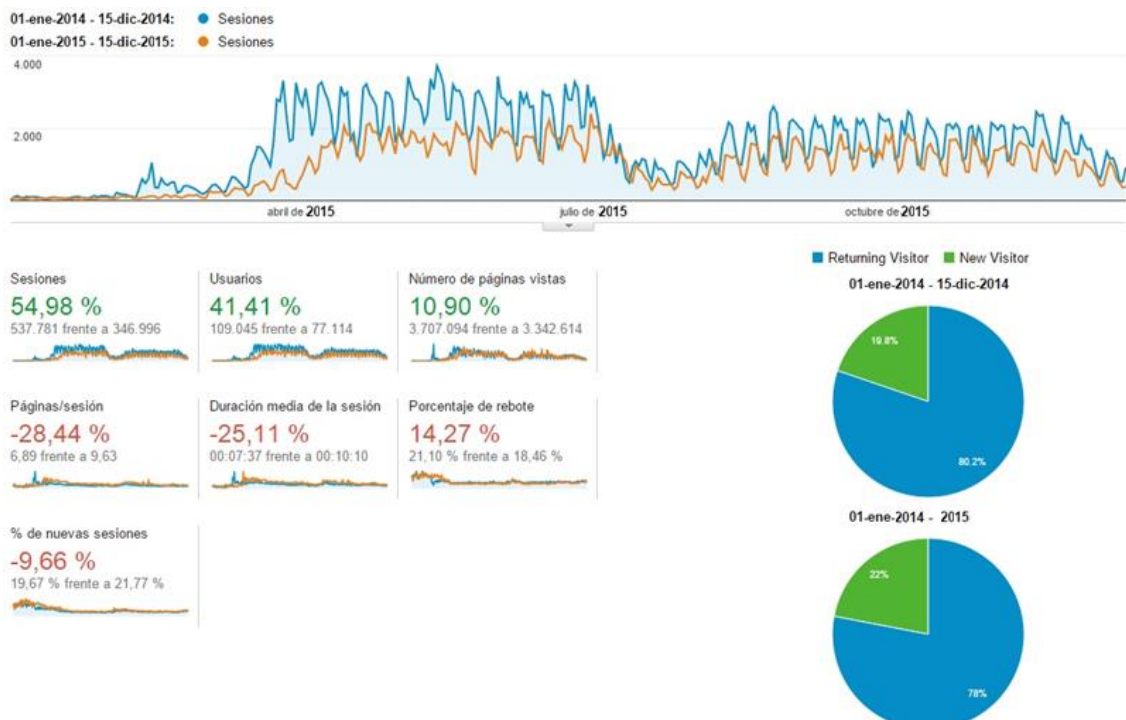 01-ene-2014 - 15-dic-2014: Sesiones
01-ene-2015 - 15-dic-2015: Sesiones
4.000
2.000
abril de 2015
julio de 2015
octubre de 2015
Sesiones
54,98 %
537.781 frente a 346.996
Usuarios
41,41 %
109.045 frente a 77.114
Número de páginas vistas
10,90 %
3.707.094 frente a 3.342.614
Páginas/sesión
-28,44 %
6,89 frente a 9,63
Duración media de la sesión
-25,11 %
00:07:37 frente a 00:10:10
Porcentaje de rebote
14,27 %
21,10 % frente a 18,46 %
% de nuevas sesiones
-9,66 %
19,67 % frente a 21,77 %
Returning Visitor New Visitor
01-ene-2014 - 15-dic-2014
19.8%
80.2%
01-ene-2014 - 2015
22%
78%